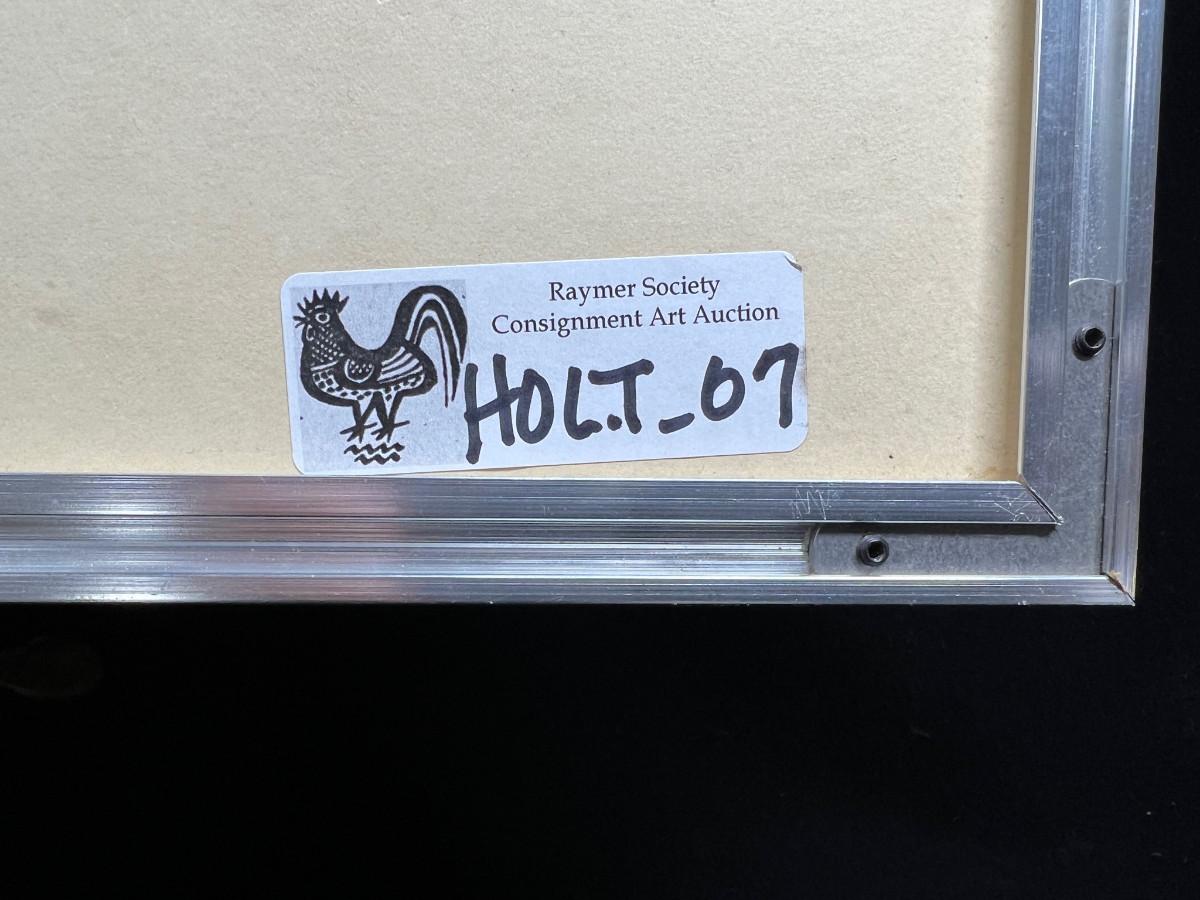 Raymer Society
Consignment Art Auction
HOLT_07